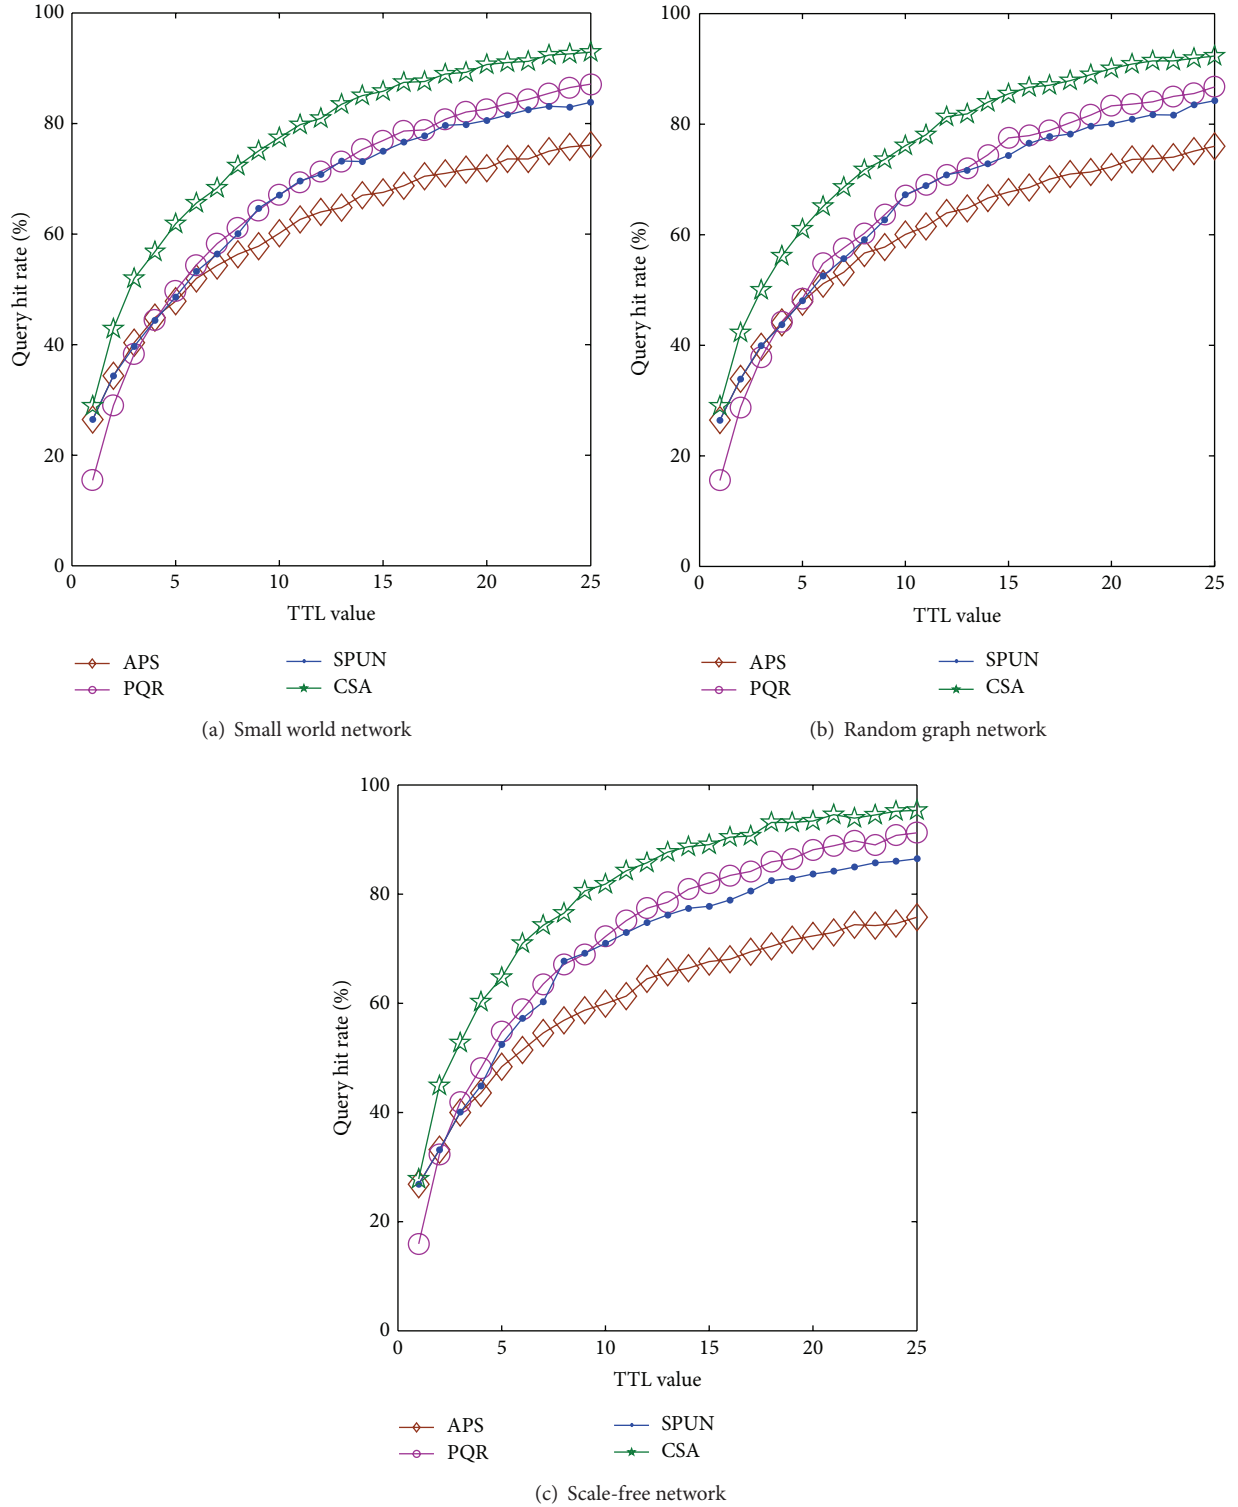 100
80
60
40
20
0
Query hit rate (%)
0 5 10 15 20 25
TTL value
APS SPUN
PQR CSA
(a) Small world network
100
80
60
40
20
0
Query hit rate (%)
0 5 10 15 20 25
TTL value
APS SPUN
PQR CSA
(b) Random graph network
100
80
60
40
20
0
Query hit rate (%)
0 5 10 15 20 25
TTL value
APS SPUN
PQR CSA
(c) Scale-free network